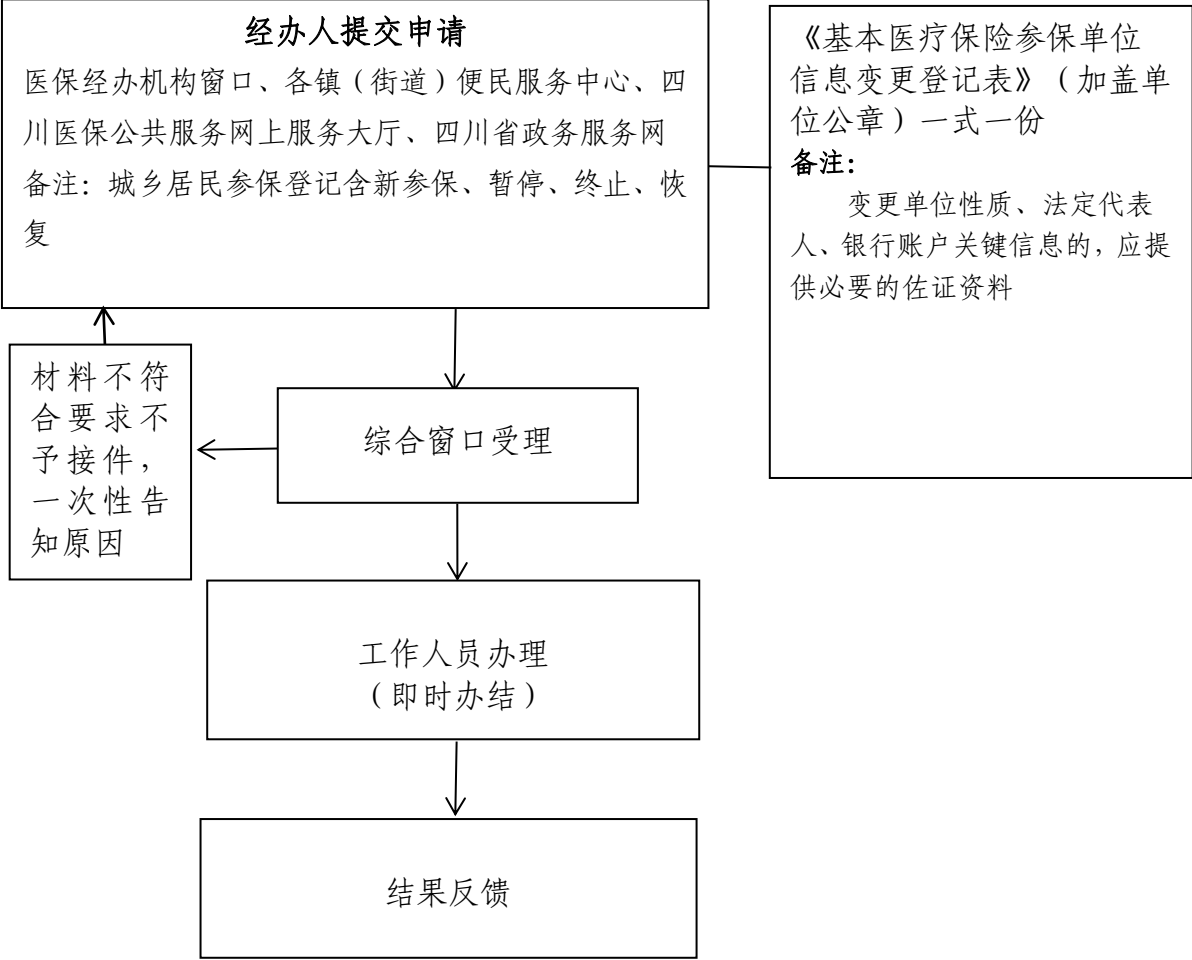 经办人提交申请
医保经办机构窗口、各镇（街道）便民服务中心、四
川医保公共服务网上服务大厅、四川省政务服务网
备注：城乡居民参保登记含新参保、暂停、终止、恢
复
《基本医疗保险参保单位
信息变更登记表》（加盖单
位公章）一式一份
备注：
变更单位性质、法定代表
人、银行账户关键信息的，应提
供必要的佐证资料
材料不符
合要求不
予接件，
一次性告
知原因
综合窗口受理
工作人员办理
（即时办结）
结果反馈